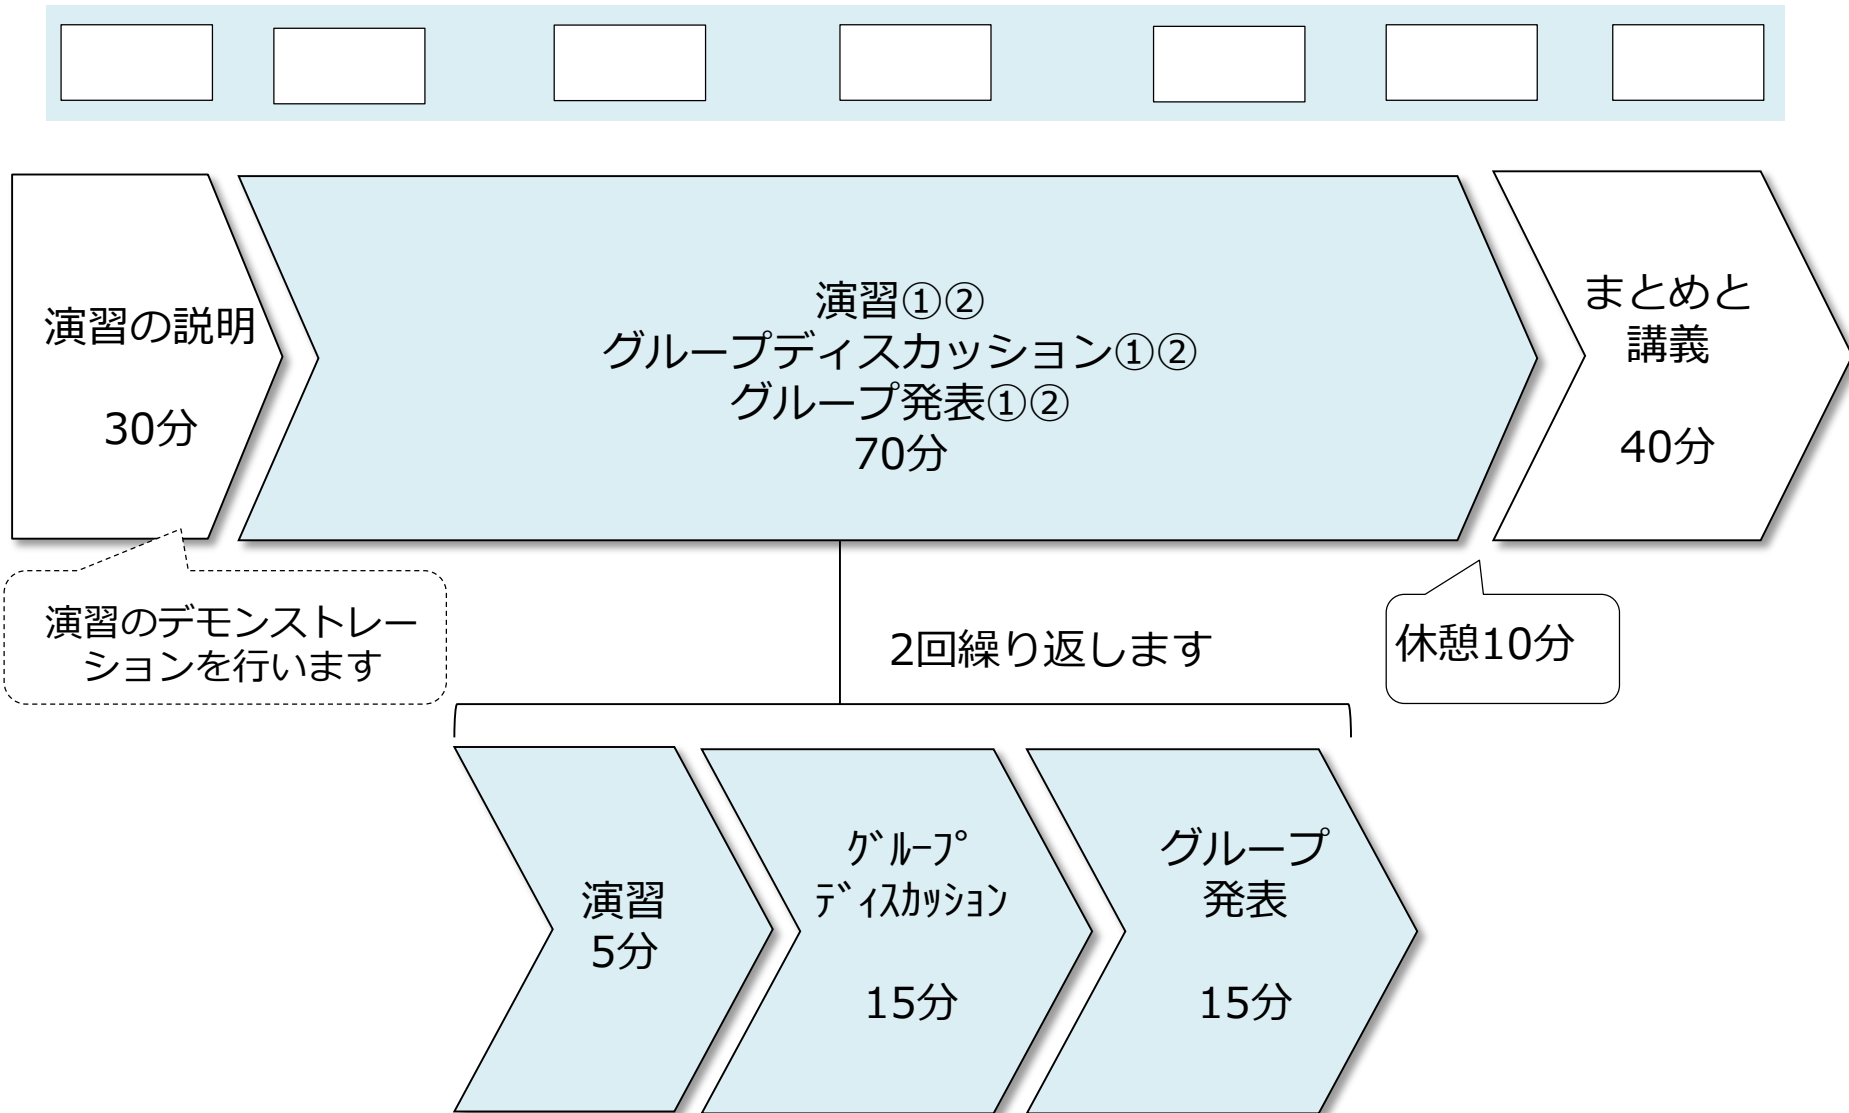 演習の説明
30分
演習①②
グループディスカッション①②
グループ発表①②
70分
まとめと
講義
40分
演習のデモンストレー
ションを行います
2回繰り返します
休憩10分
演習
5分
ｸﾞﾙｰﾌﾟ
ﾃﾞｨｽｶｯｼｮﾝ
15分
グループ
発表
15分